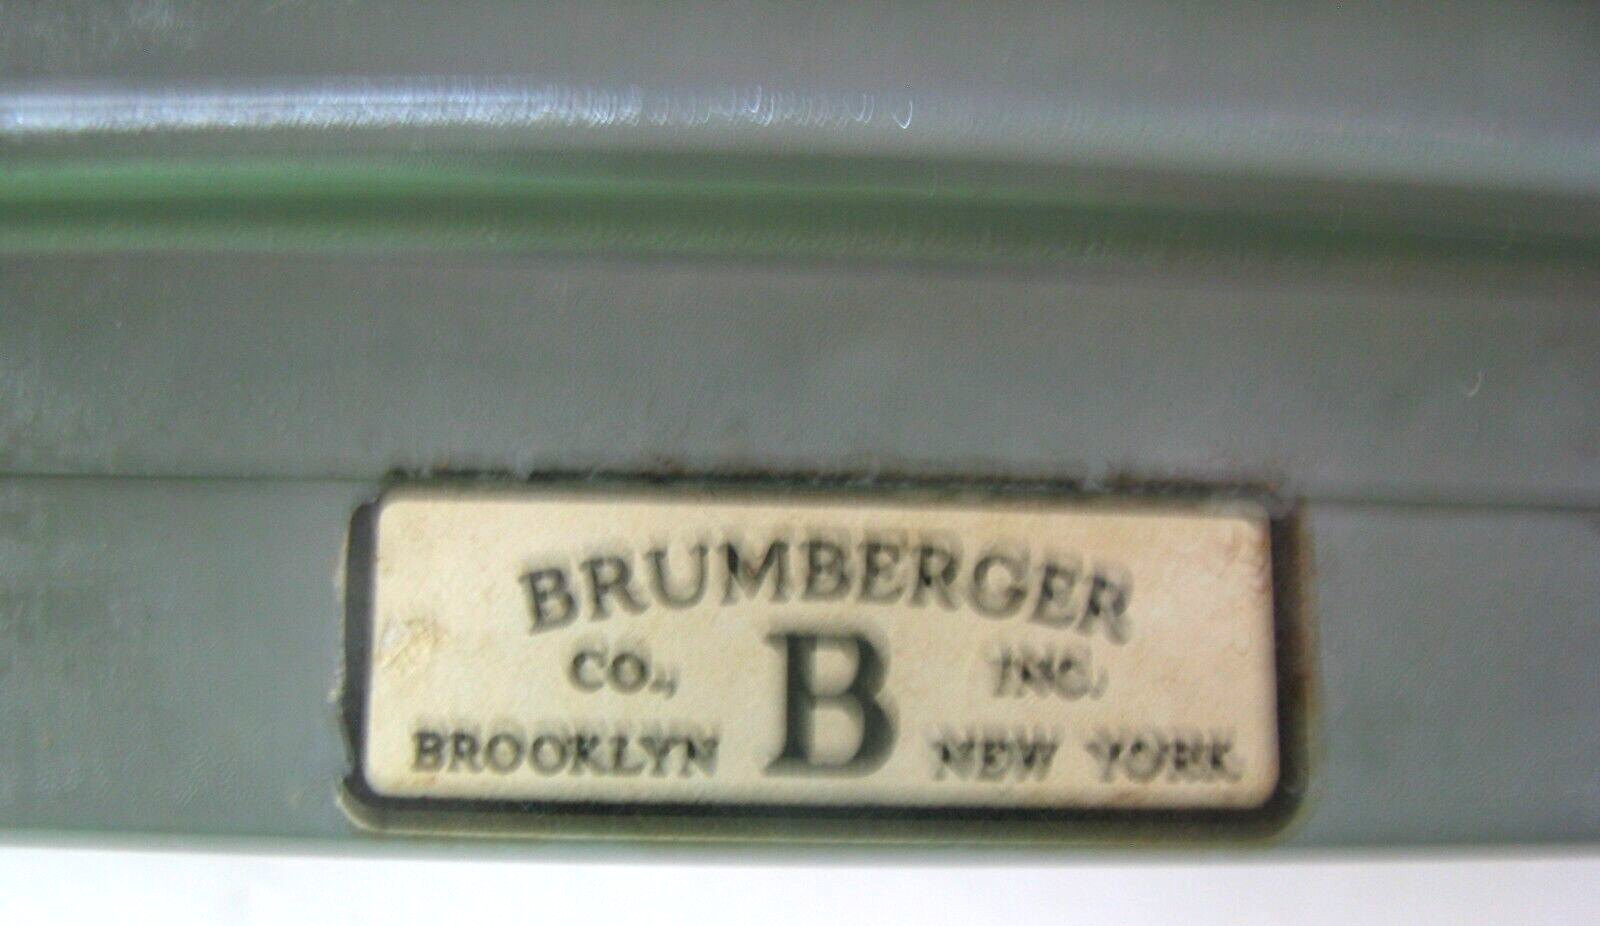 BRUMBERGER
CO., B INC.
BROOKLYN NEW YORK